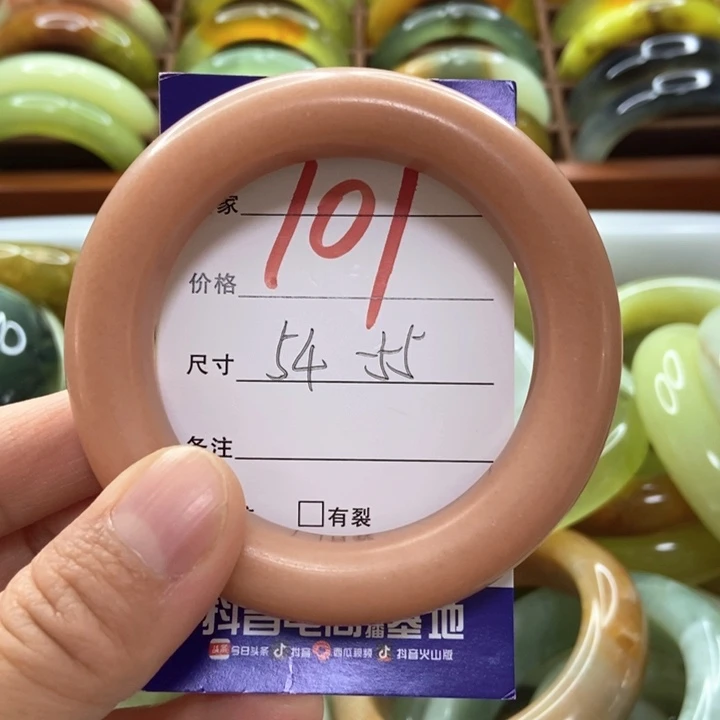 家 101
价格
尺寸 54-55
备注
□有裂
抖音电商直播基地
今日头条 抖音 西瓜视频 抖音火山版